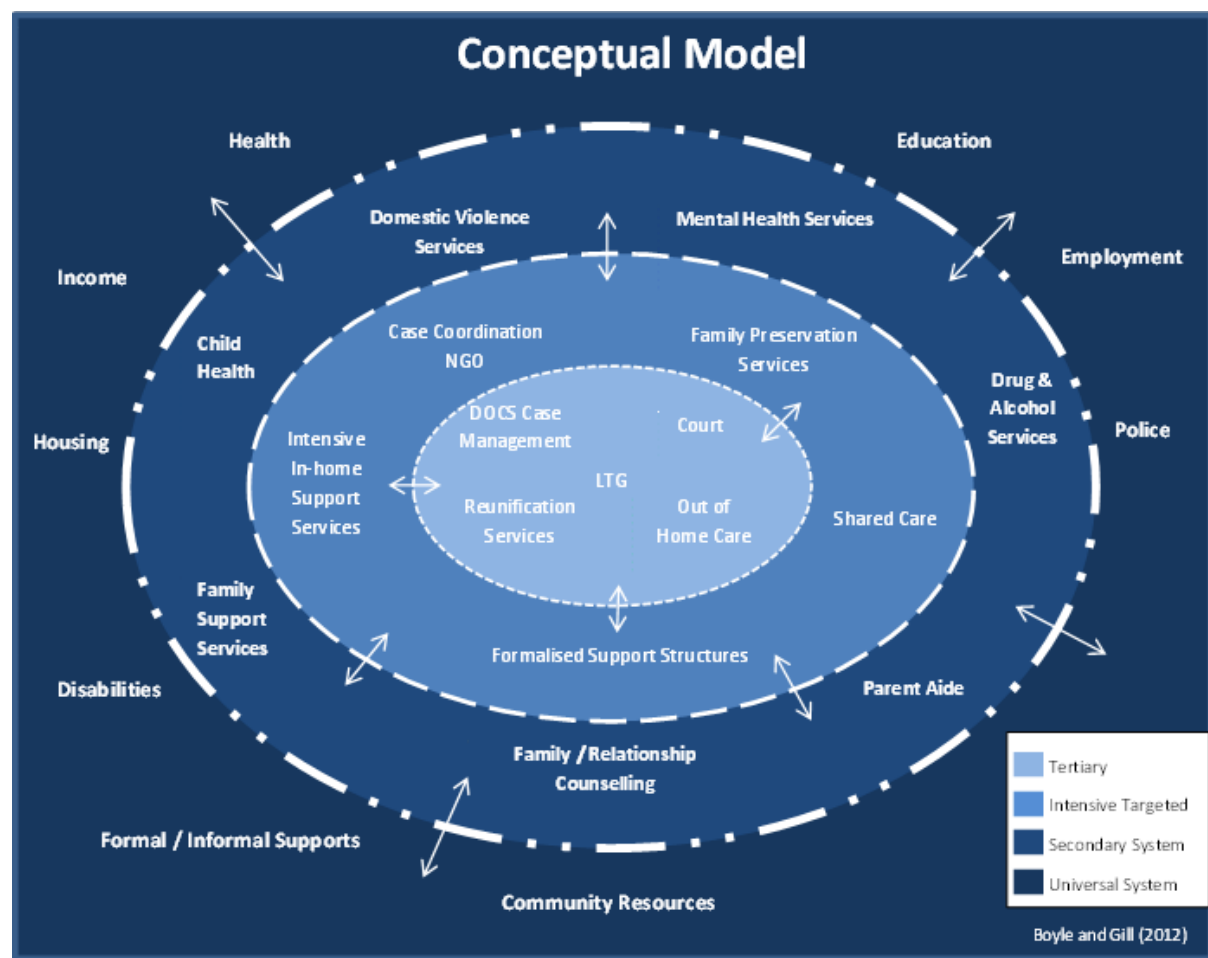 Conceptual Model
Health
Education
Domestic Violence
Services
Mental Health Services
Income
Employment
Case Coordination
NGO
Family Preservation
Services
Child
Health
Drug &
Alcohol
Services
DOCS Case
Management
Court
Housing
Police
Intensive
In-home
Support
Services
LTG
Reunification
Services
Out of
Home Care
Shared Care
Family
Support
Services
Formalised Support Structures
Disabilities
Parent Aide
Family /Relationship
Counselling
Formal / Informal Supports
Community Resources
Tertiary
Intensive Targeted
Secondary System
Universal System
Boyle and Gill (2012)